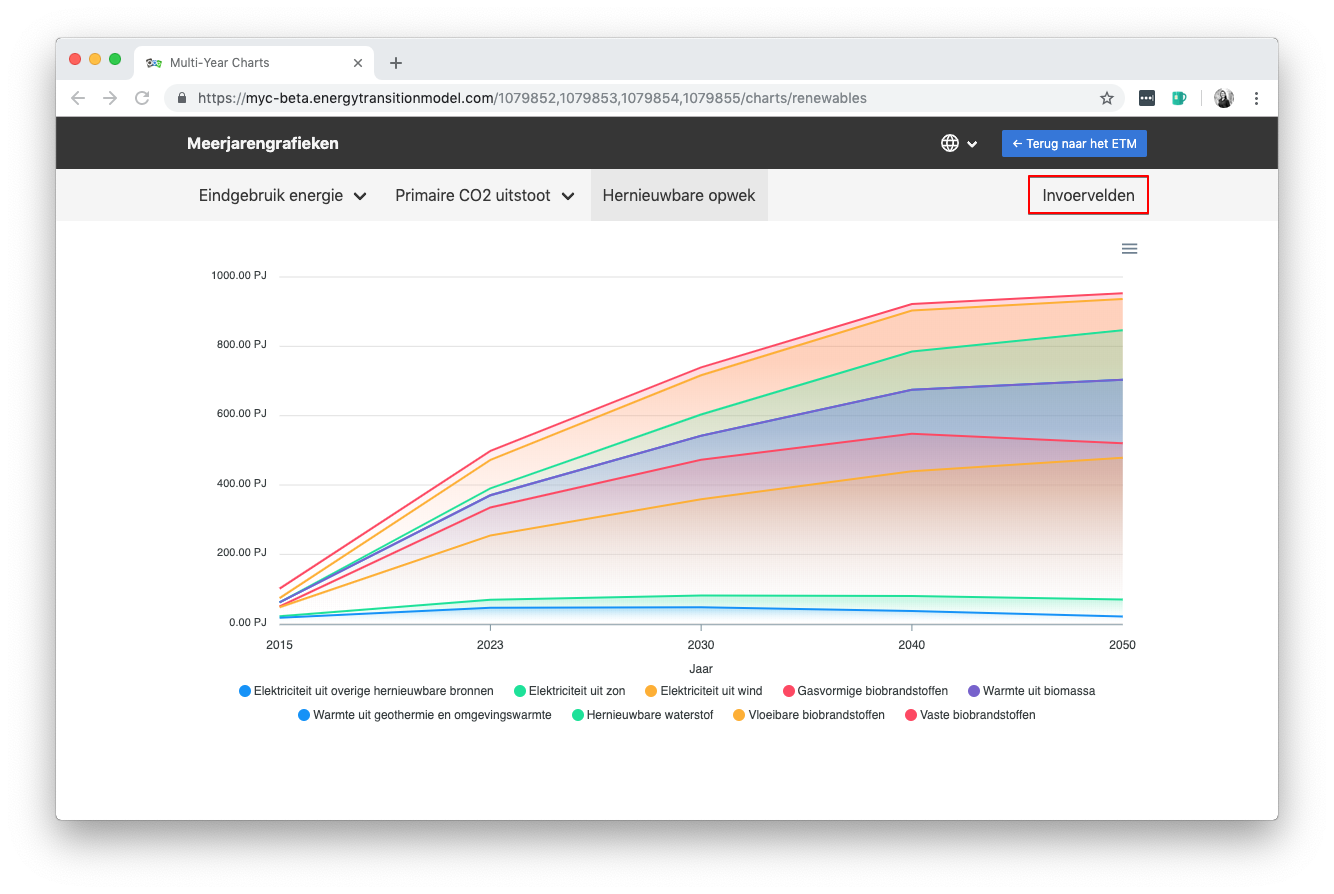 Multi-Year Charts
https://myc-beta.energytransitionmodel.com/1079852,1079853,1079854,1079855/charts/renewables
Meerjarengrafieken
← Terug naar het ETM
Eindgebruik energie Primaire CO2 uitstoot Hernieuwbare opwek Invoervelden
1000.00 PJ
800.00 PJ
600.00 PJ
400.00 PJ
200.00 PJ
0.00 PJ
2015 2023 2030 2040 2050
Jaar
Elektriciteit uit overige hernieuwbare bronnen Elektriciteit uit zon Elektriciteit uit wind Gasvormige biobrandstoffen Warmte uit biomassa
Warmte uit geothermie en omgevingswarmte Hernieuwbare waterstof Vloeibare biobrandstoffen Vaste biobrandstoffen